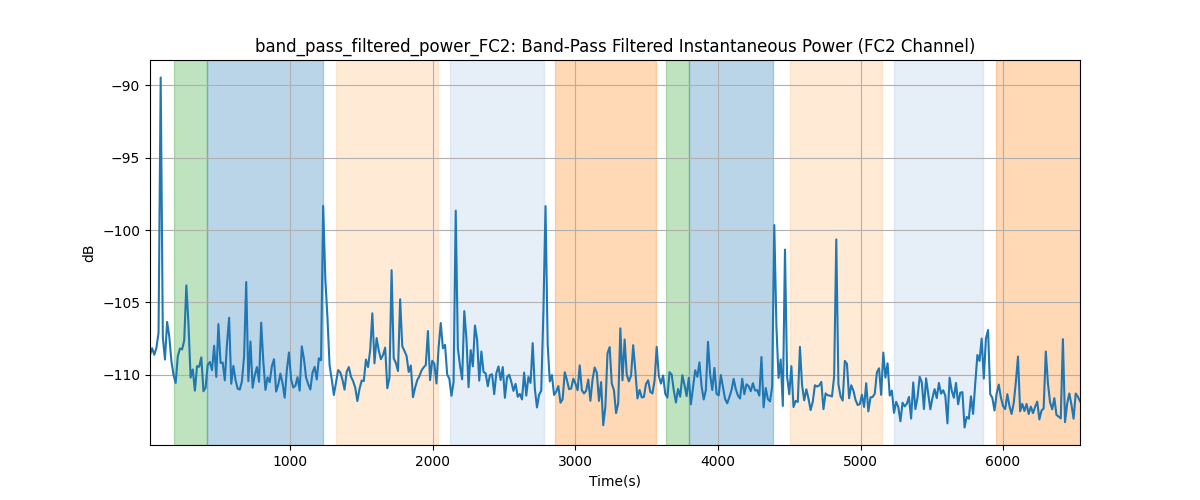 band_pass_filtered_power_FC2: Band-Pass Filtered Instantaneous Power (FC2 Channel)
−90
−95
−100
−105
−110
dB
1000 2000 3000 4000 5000 6000
Time(s)